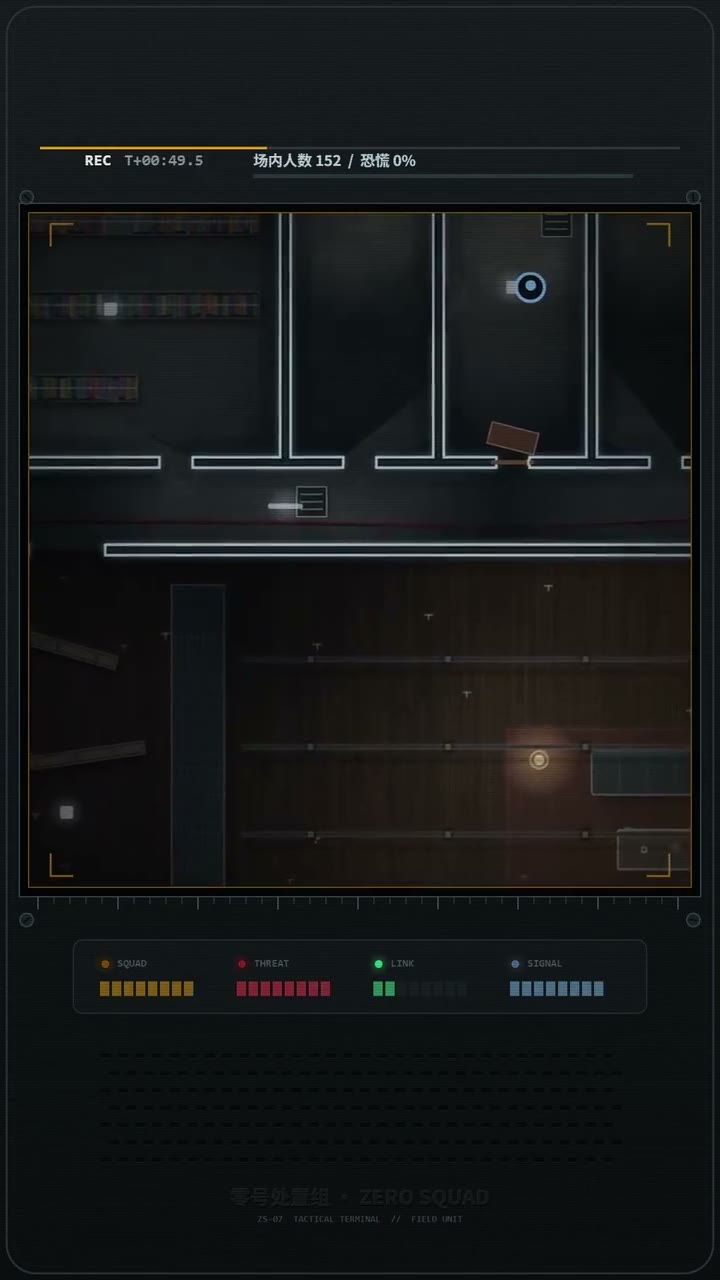 REC T+00:49.5 场内人数 152 / 恐慌 0%
SQUAD THREAT LINK SIGNAL
零号处置组 · ZERO SQUAD
ZS-07 TACTICAL TERMINAL // FIELD UNIT